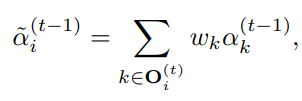 $\tilde{\alpha}_i^{(t-1)} = \sum_{k \in \mathbf{O}_i^{(t)}} w_k \alpha_k^{(t-1)},$